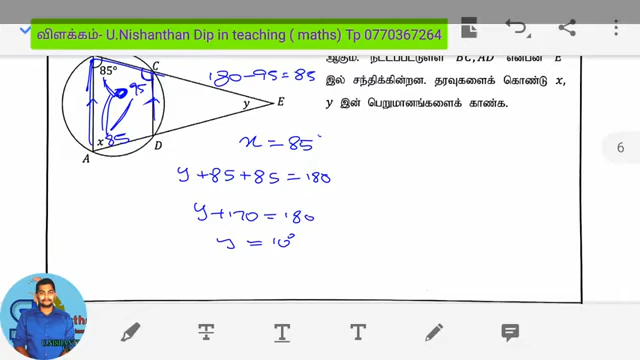 விளக்கம்- U.Nishanthan Dip in teaching ( maths) Tp 0770367264
ஆகும். நீட்டப்பட்டுள்ள BC, AD என்பன E
இல் சந்திக்கின்றன. தரவுகளைக் கொண்டு x,
y இன் பெறுமானங்களைக் காண்க.
85°
C
95
180-95=85
y
E
x
85
A
D
x = 85°
y+85+85=180
y+170=180
y = 10°
6